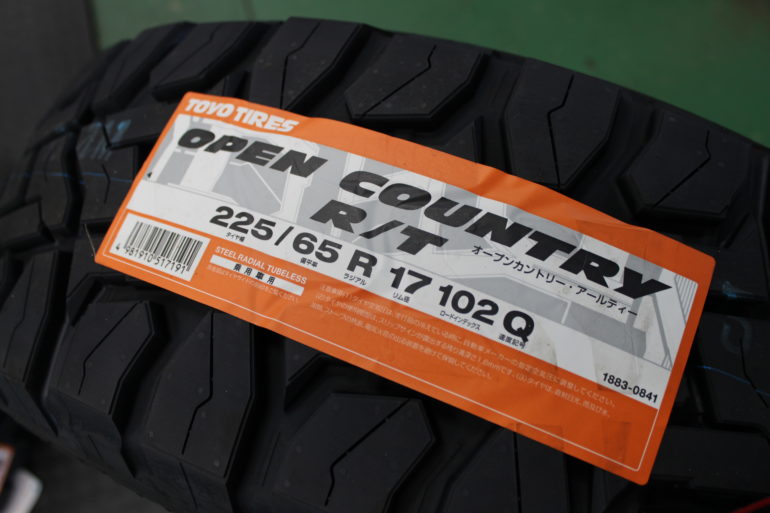 TOYO TIRES
OPEN COUNTRY
R/T
オープンカントリー・アールティー
225/65 R 17 102 Q
タイヤ幅 偏平率 ラジアル リム径 ロードインデックス 速度記号
4 981910 517191
STEEL RADIAL TUBELESS
乗用車用
1883-0841